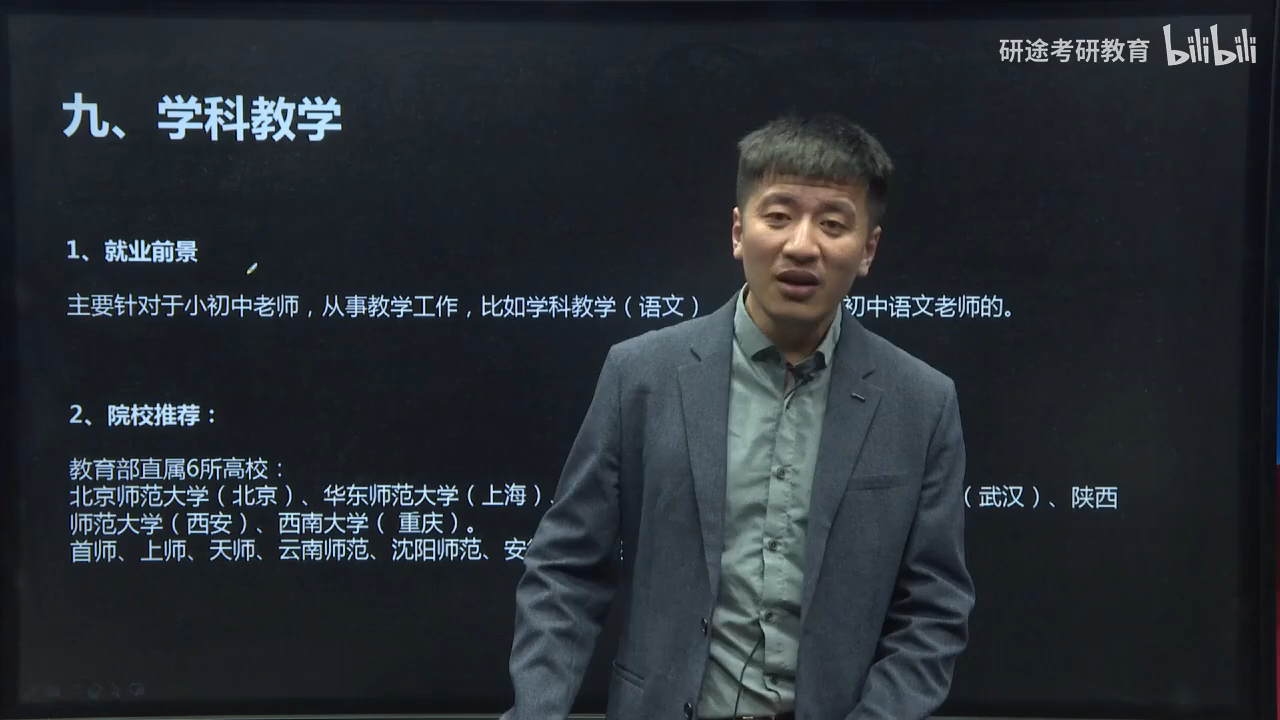 研途考研教育 bilibili
九、学科教学
1、就业前景
主要针对于小初中老师，从事教学工作，比如学科教学（语文） 初中语文老师的。
2、院校推荐：
教育部直属6所高校：
北京师范大学（北京）、华东师范大学（上海）、 （武汉）、陕西
师范大学（西安）、西南大学（ 重庆）。
首师、上师、天师、云南师范、沈阳师范、